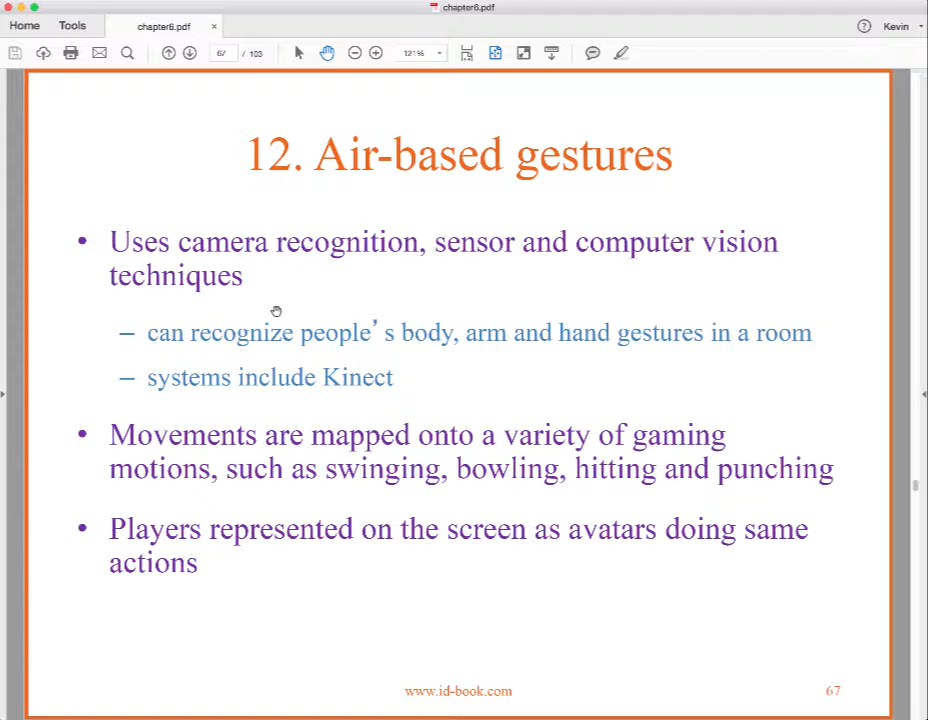 chapter6.pdf
Home Tools chapter6.pdf × Kevin
67 / 103 121%
12. Air-based gestures
• Uses camera recognition, sensor and computer vision
techniques
– can recognize people’s body, arm and hand gestures in a room
– systems include Kinect
• Movements are mapped onto a variety of gaming
motions, such as swinging, bowling, hitting and punching
• Players represented on the screen as avatars doing same
actions
www.id-book.com 67